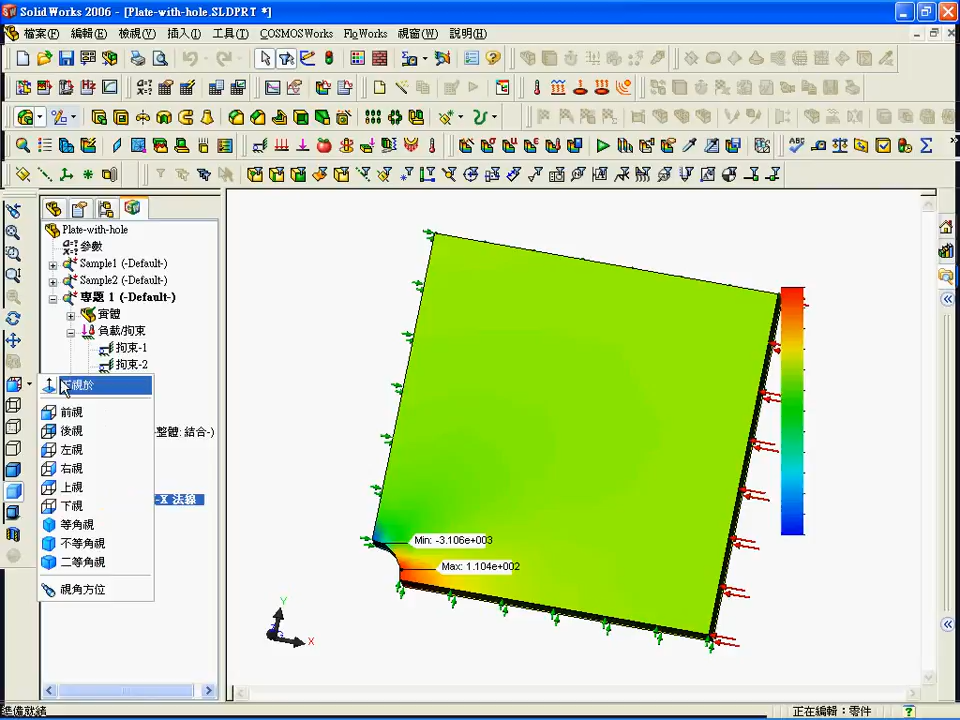 SolidWorks 2006 - [Plate-with-hole.SLDPRT *]
檔案(F) 編輯(E) 檢視(V) 插入(I) 工具(T) COSMOSWorks FloWorks 視窗(W) 說明(H)
Plate-with-hole
參數
Sample1 (-Default-)
Sample2 (-Default-)
專題 1 (-Default-)
實體
負載/拘束
拘束-1
拘束-2
正視於
前視
後視
-整體: 結合-)
左視
右視
上視
-X 法線
下視
等角視
不等角視
二等角視
視角方位
Min: -3.106e+003
Max: 1.104e+002
Y
X
準備就緒
正在編輯：零件